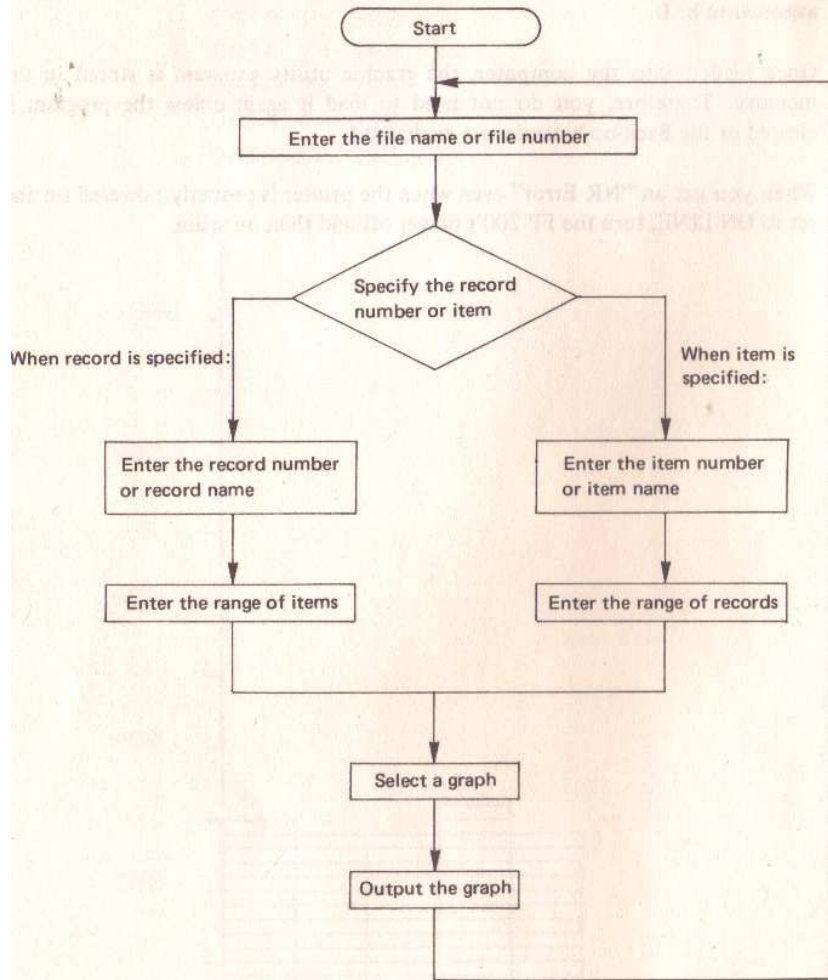 Start
Enter the file name or file number
Specify the record
number or item
When record is specified:
When item is
specified:
Enter the record number
or record name
Enter the item number
or item name
Enter the range of items
Enter the range of records
Select a graph
Output the graph